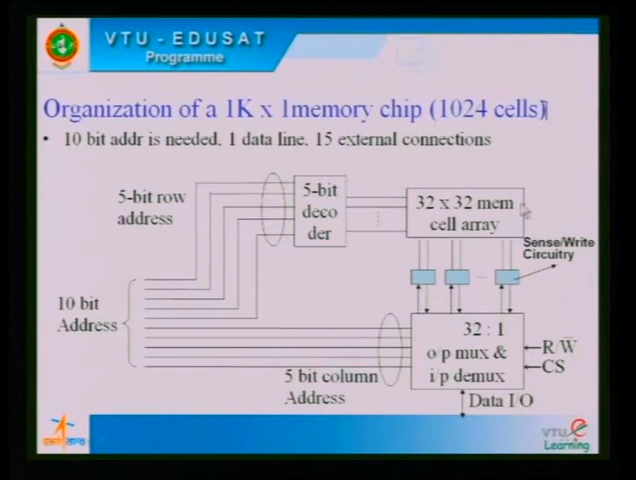 VTU - EDUSAT
Programme
Organization of a 1K x 1memory chip (1024 cells)
• 10 bit addr is needed, 1 data line, 15 external connections
5-bit row
address
5-bit
deco
der
32 x 32 mem
cell array
Sense/Write
Circuitry
10 bit
Address
32 : 1
o/p mux &
i/p demux
R/W̅
CS
5 bit column
Address
Data I/O
VTU e
Learning